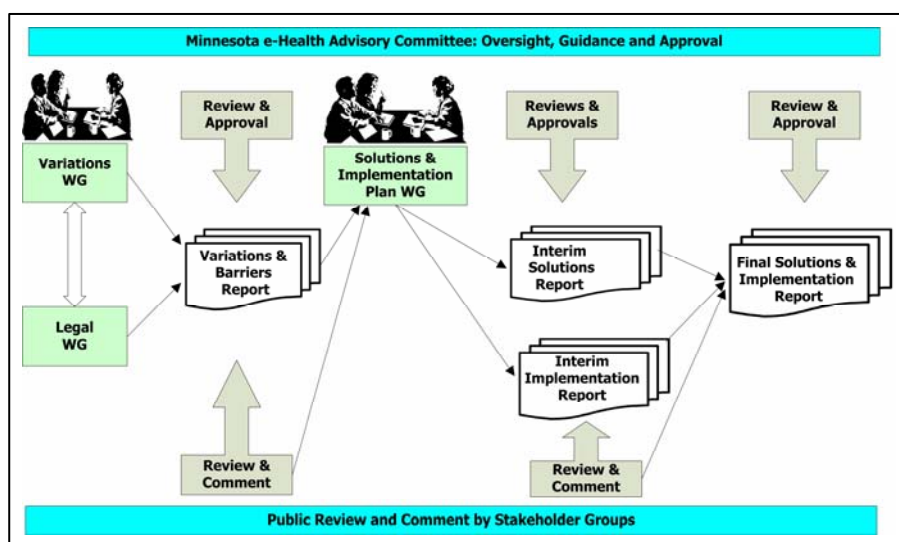 Minnesota e-Health Advisory Committee: Oversight, Guidance and Approval
Review &
Approval
Reviews &
Approvals
Review &
Approval
Variations
WG
Solutions &
Implementation
Plan WG
Variations &
Barriers
Report
Interim
Solutions
Report
Final Solutions &
Implementation
Report
Legal
WG
Interim
Implementation
Report
Review &
Comment
Review &
Comment
Public Review and Comment by Stakeholder Groups